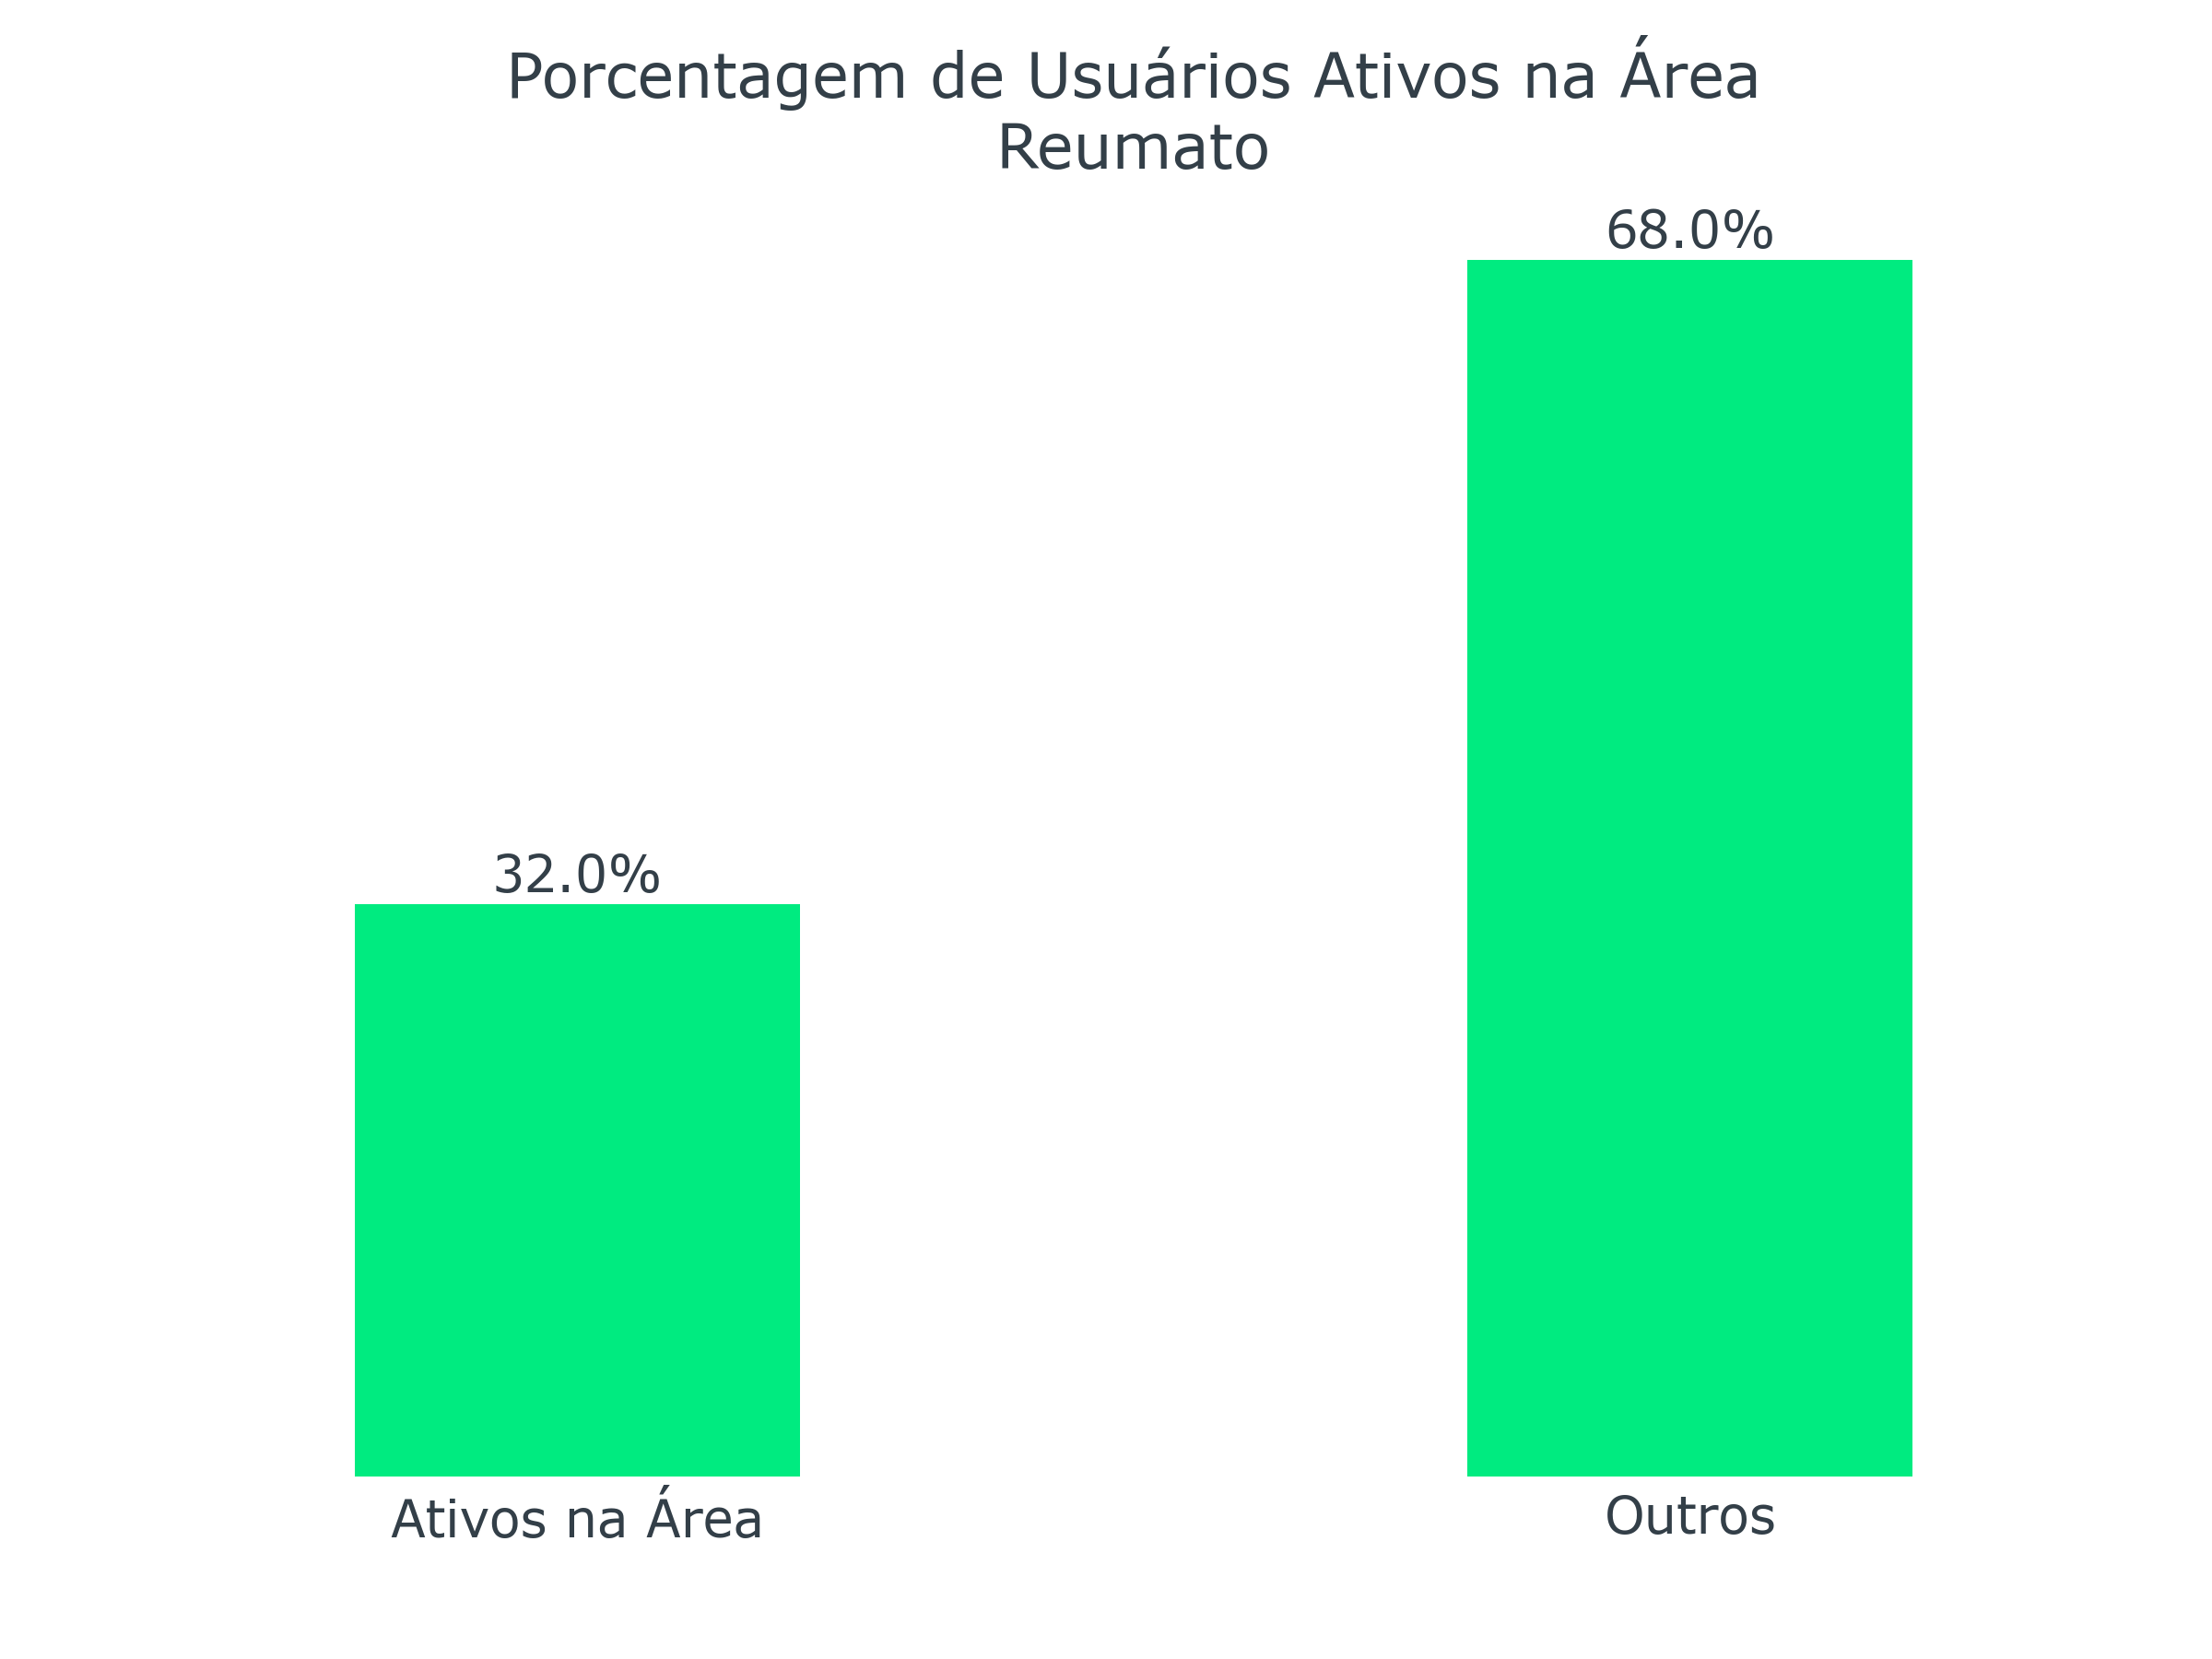 Porcentagem de Usuários Ativos na Área
Reumato
68.0%
32.0%
Ativos na Área
Outros